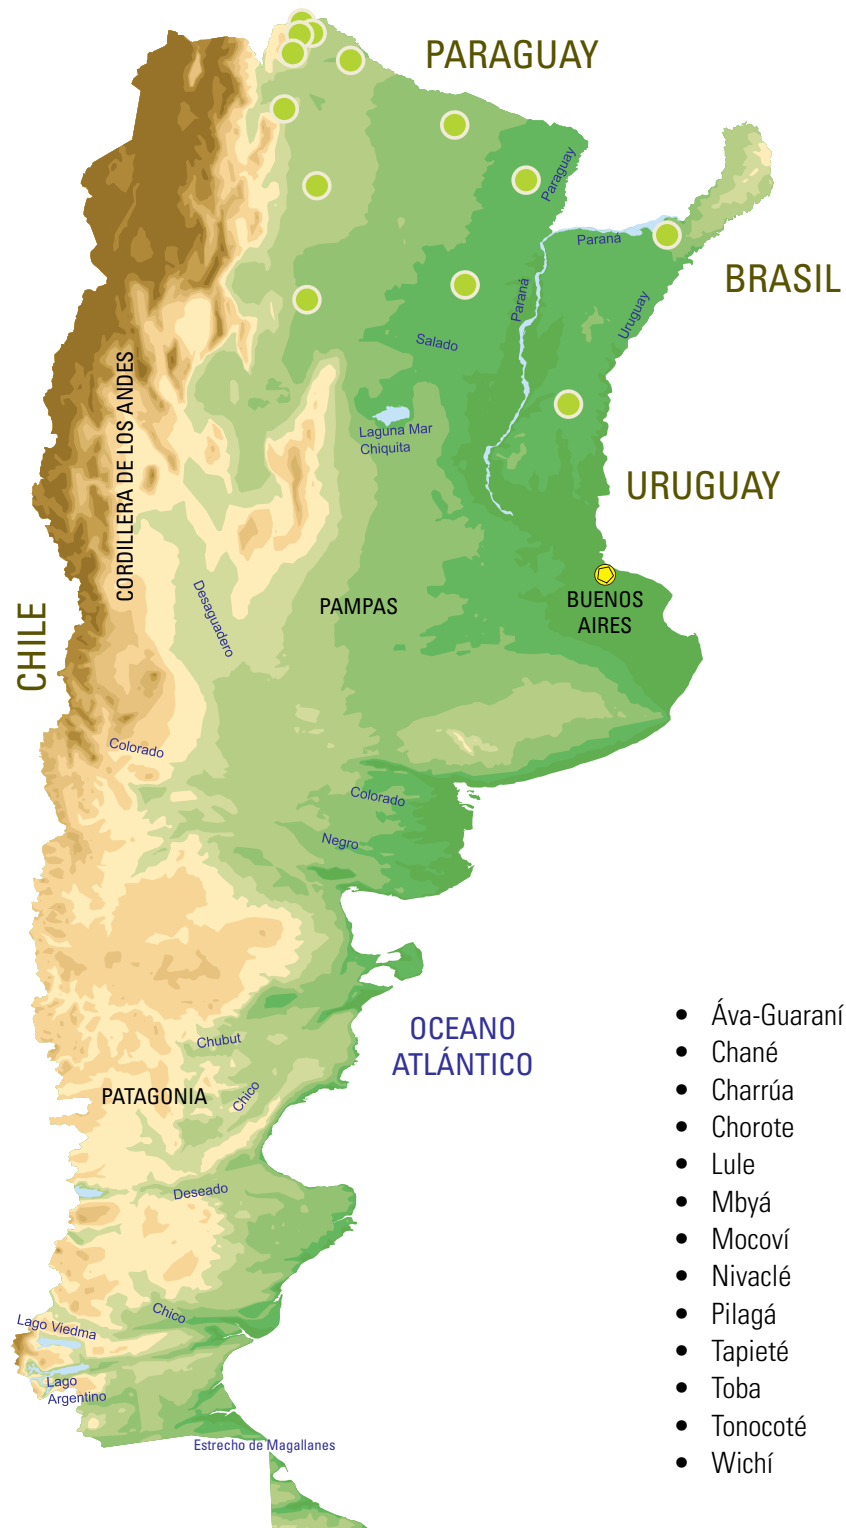 PARAGUAY
Paraguay
Paraná
BRASIL
Paraná
Uruguay
Salado
CORDILLERA DE LOS ANDES
Laguna Mar
Chiquita
URUGUAY
Desaguadero
PAMPAS
BUENOS
AIRES
CHILE
Colorado
Colorado
Negro
OCEANO
ATLÁNTICO
Chubut
Chico
PATAGONIA
Deseado
Chico
Lago Viedma
Lago
Argentino
Estrecho de Magallanes
• Áva-Guaraní
• Chané
• Charrúa
• Chorote
• Lule
• Mbyá
• Mocoví
• Nivaclé
• Pilagá
• Tapieté
• Toba
• Tonocoté
• Wichí